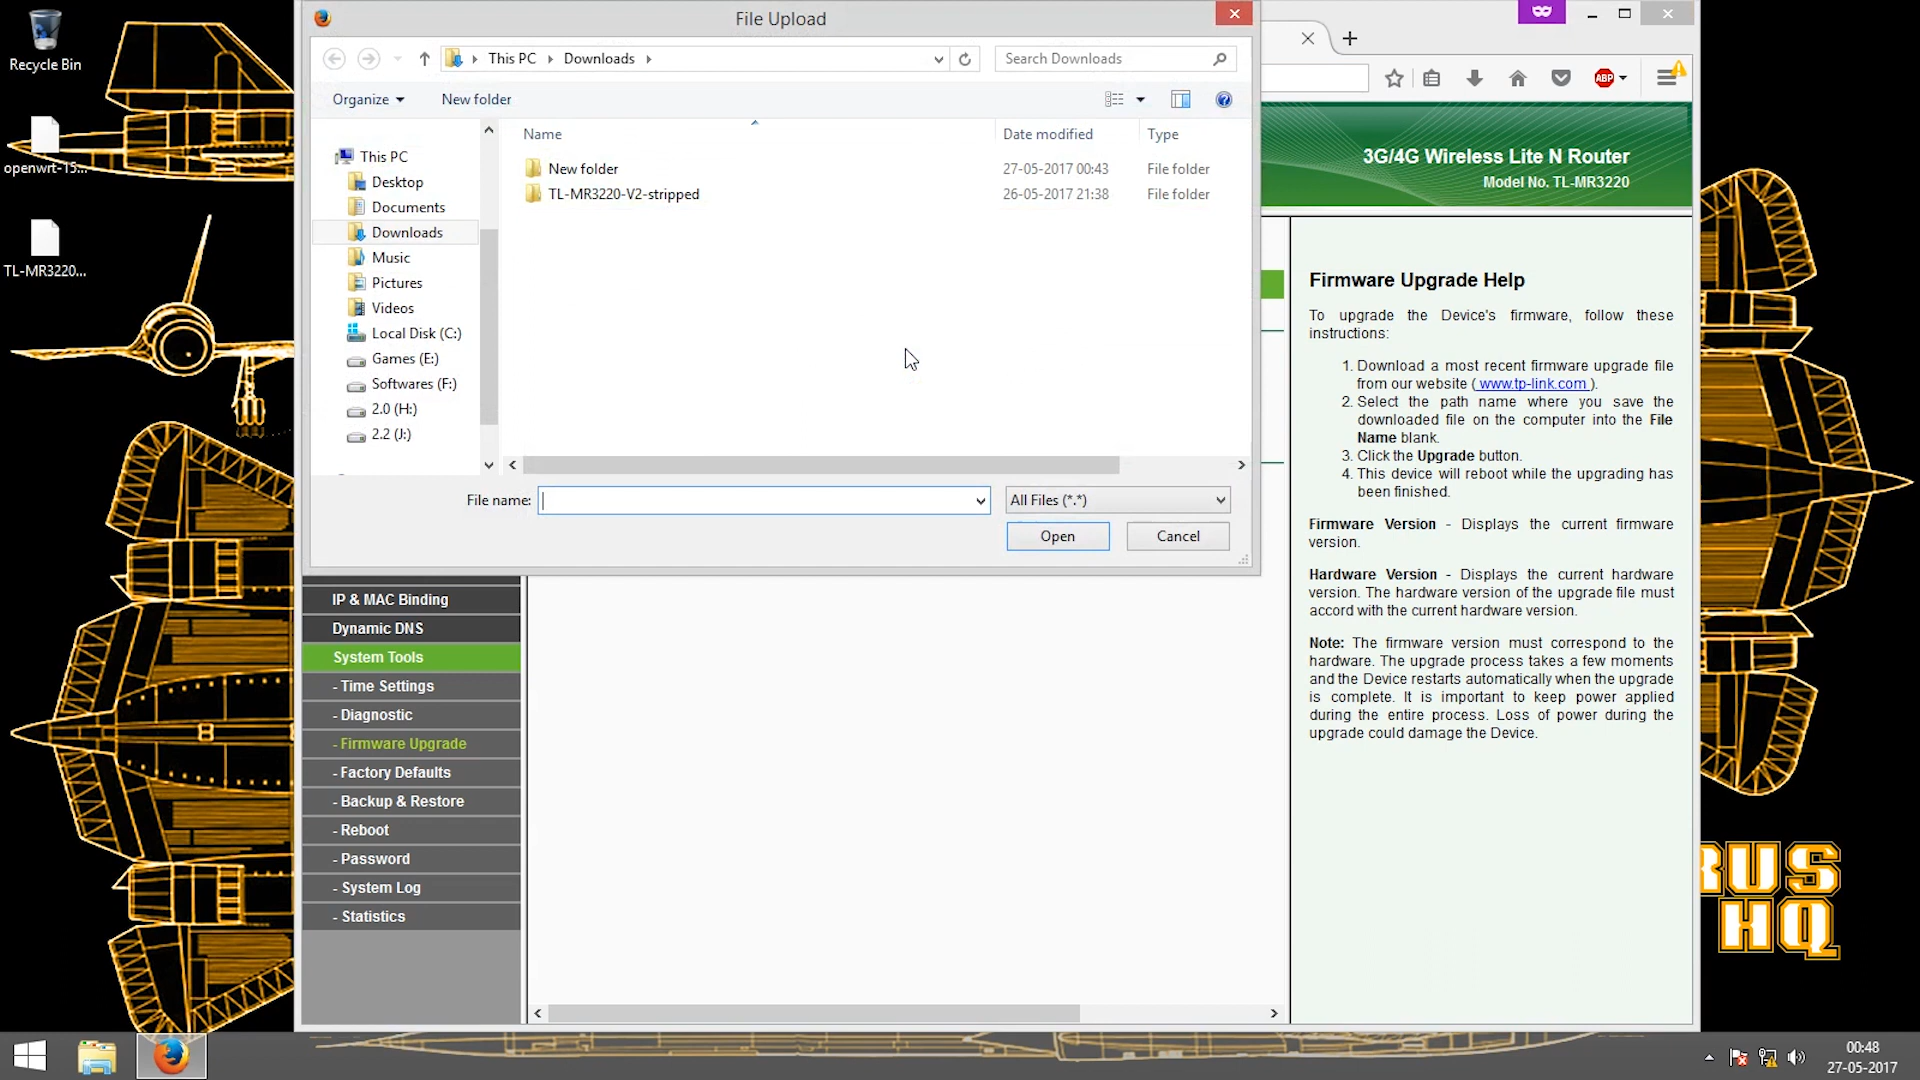 Recycle Bin
openwrt-15...
TL-MR3220...
File Upload
This PC
Downloads
Search Downloads
Organize
New folder
Name
Date modified
Type
New folder
27-05-2017 00:43
File folder
TL-MR3220-V2-stripped
26-05-2017 21:38
File folder
This PC
Desktop
Documents
Downloads
Music
Pictures
Videos
Local Disk (C:)
Games (E:)
Softwares (F:)
2.0 (H:)
2.2 (J:)
File name:
All Files (*.*)
Open
Cancel
ABP
3G/4G Wireless Lite N Router
Model No. TL-MR3220
IP & MAC Binding
Dynamic DNS
System Tools
- Time Settings
- Diagnostic
- Firmware Upgrade
- Factory Defaults
- Backup & Restore
- Reboot
- Password
- System Log
- Statistics
Firmware Upgrade Help
To upgrade the Device's firmware, follow these
instructions:
1. Download a most recent firmware upgrade file
from our website ( www.tp-link.com ).
2. Select the path name where you save the
downloaded file on the computer into the File
Name blank.
3. Click the Upgrade button.
4. This device will reboot while the upgrading has
been finished.
Firmware Version - Displays the current firmware
version.
Hardware Version - Displays the current hardware
version. The hardware version of the upgrade file must
accord with the current hardware version.
Note: The firmware version must correspond to the
hardware. The upgrade process takes a few moments
and the Device restarts automatically when the upgrade
is complete. It is important to keep power applied
during the entire process. Loss of power during the
upgrade could damage the Device.
RUS
HQ
00:48
27-05-2017